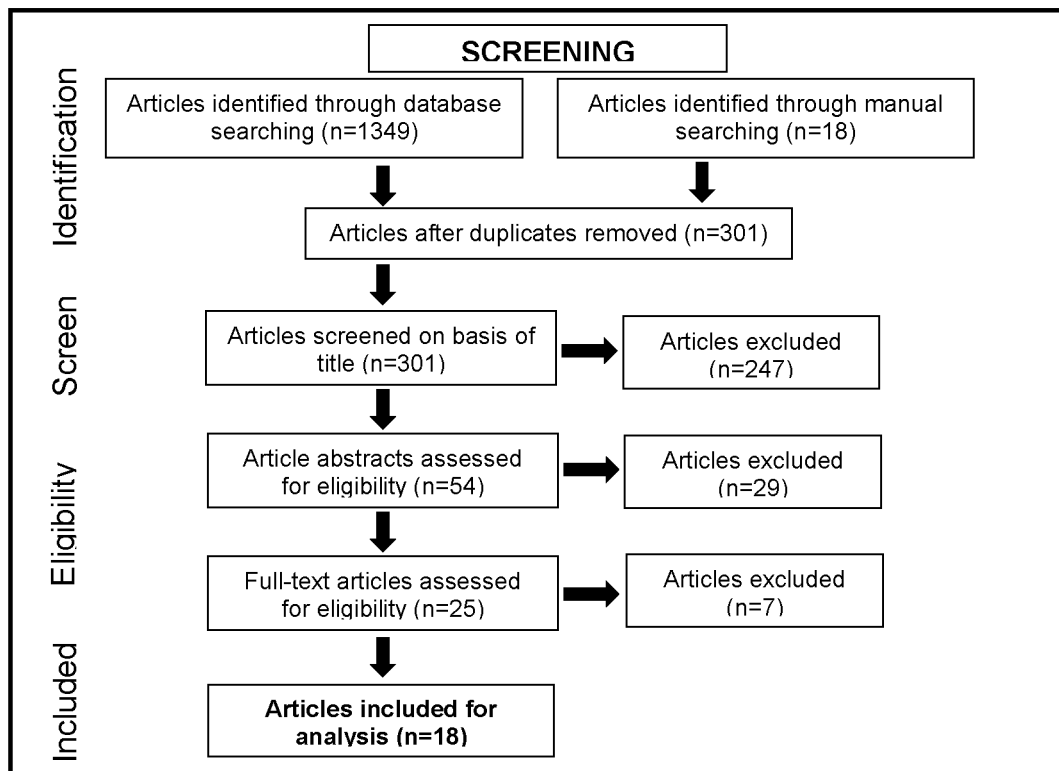 SCREENING
Identification
Articles identified through database
searching (n=1349)
Articles identified through manual
searching (n=18)
Articles after duplicates removed (n=301)
Screen
Articles screened on basis of
title (n=301)
Articles excluded
(n=247)
Eligibility
Article abstracts assessed
for eligibility (n=54)
Articles excluded
(n=29)
Full-text articles assessed
for eligibility (n=25)
Articles excluded
(n=7)
Included
Articles included for
analysis (n=18)